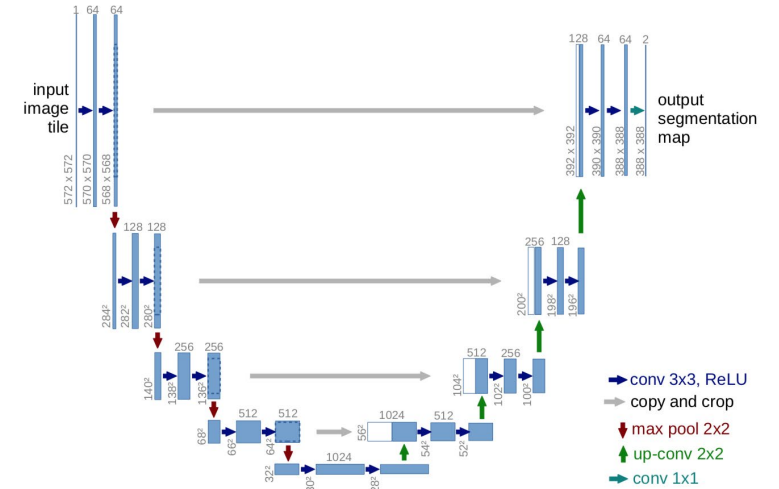 1 64 64
128 64 64 2
input
image
tile
output
segmentation
map
572 x 572
570 x 570
568 x 568
392 x 392
390 x 390
388 x 388
388 x 388
128 128
256 128
284²
282²
280²
200²
198²
196²
256 256
512 256
140²
138²
136²
104²
102²
100²
conv 3x3, ReLU
copy and crop
max pool 2x2
up-conv 2x2
conv 1x1
512 512
1024 512
68²
66²
64²
56²
54²
52²
1024
32²